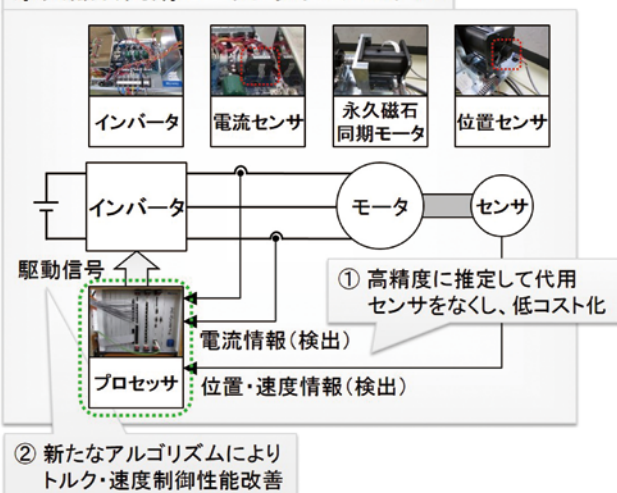 インバータ
電流センサ
永久磁石
同期モータ
位置センサ
インバータ
モータ
センサ
駆動信号
① 高精度に推定して代用
センサをなくし、低コスト化
電流情報(検出)
プロセッサ
位置・速度情報(検出)
② 新たなアルゴリズムにより
トルク・速度制御性能改善